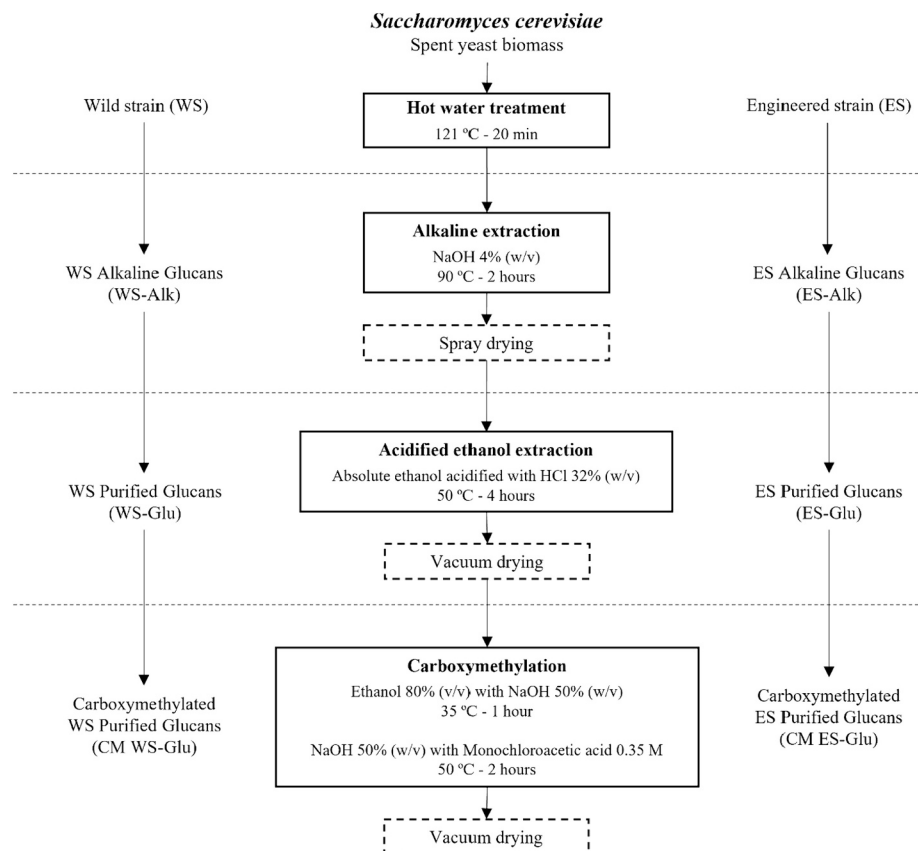 Saccharomyces cerevisiae
Spent yeast biomass
Wild strain (WS)
Hot water treatment
121 ºC - 20 min
Engineered strain (ES)
Alkaline extraction
NaOH 4% (w/v)
90 ºC - 2 hours
WS Alkaline Glucans
(WS-Alk)
ES Alkaline Glucans
(ES-Alk)
Spray drying
Acidified ethanol extraction
Absolute ethanol acidified with HCl 32% (w/v)
50 ºC - 4 hours
WS Purified Glucans
(WS-Glu)
ES Purified Glucans
(ES-Glu)
Vacuum drying
Carboxymethylation
Ethanol 80% (v/v) with NaOH 50% (w/v)
35 ºC - 1 hour
NaOH 50% (w/v) with Monochloroacetic acid 0.35 M
50 ºC - 2 hours
Carboxymethylated
WS Purified Glucans
(CM WS-Glu)
Carboxymethylated
ES Purified Glucans
(CM ES-Glu)
Vacuum drying